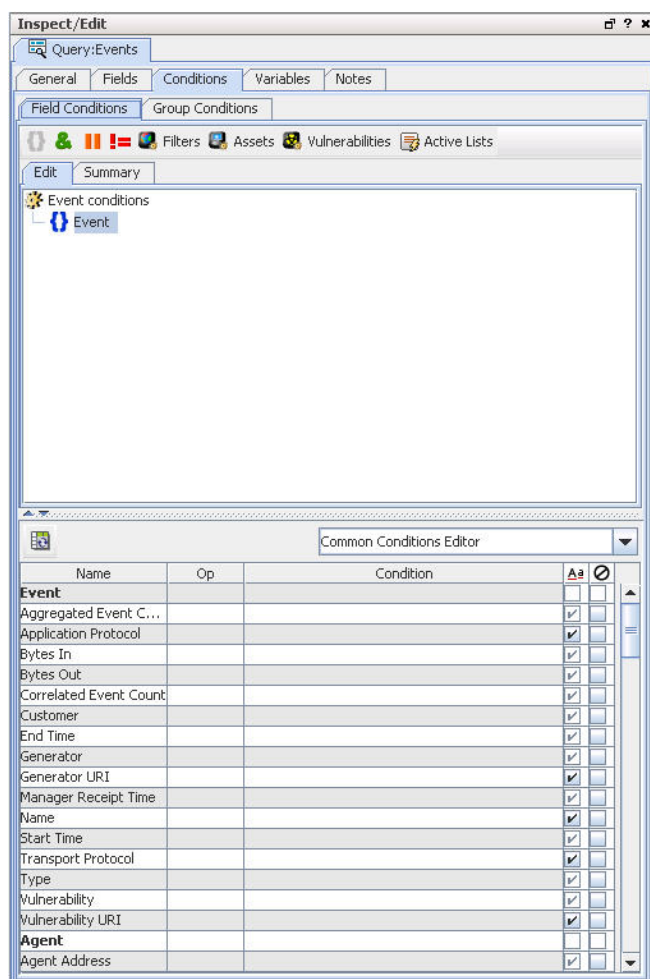 Inspect/Edit
Query:Events
General Fields Conditions Variables Notes
Field Conditions Group Conditions
{} & != Filters Assets Vulnerabilities Active Lists
Edit Summary
Event conditions
{} Event
Common Conditions Editor
Name Op Condition Aa
Event
Aggregated Event C...
Application Protocol
Bytes In
Bytes Out
Correlated Event Count
Customer
End Time
Generator
Generator URI
Manager Receipt Time
Name
Start Time
Transport Protocol
Type
Vulnerability
Vulnerability URI
Agent
Agent Address